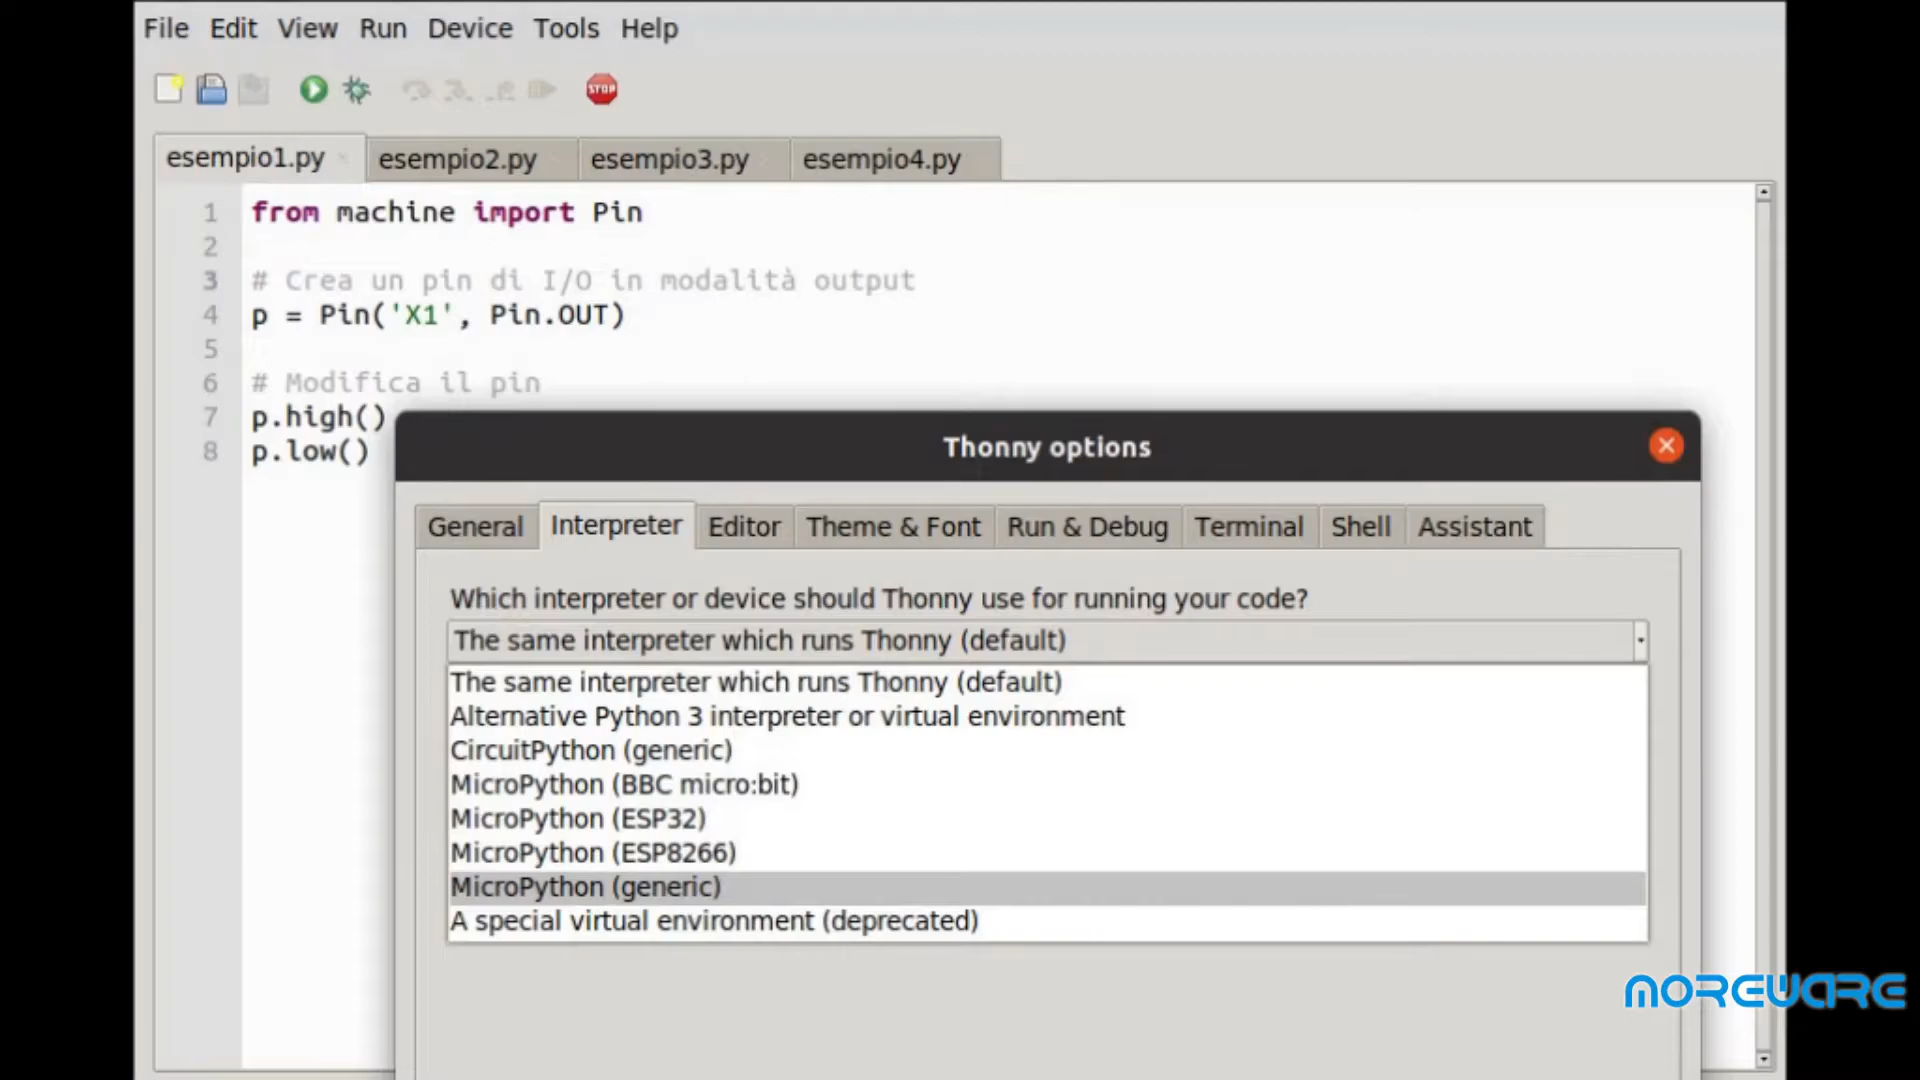 File Edit View Run Device Tools Help
STOP
esempio1.py esempio2.py esempio3.py esempio4.py
1 from machine import Pin
2
3 # Crea un pin di I/O in modalità output
4 p = Pin('X1', Pin.OUT)
5
6 # Modifica il pin
7 p.high()
8 p.low()
Thonny options
General Interpreter Editor Theme & Font Run & Debug Terminal Shell Assistant
Which interpreter or device should Thonny use for running your code?
The same interpreter which runs Thonny (default)
The same interpreter which runs Thonny (default)
Alternative Python 3 interpreter or virtual environment
CircuitPython (generic)
MicroPython (BBC micro:bit)
MicroPython (ESP32)
MicroPython (ESP8266)
MicroPython (generic)
A special virtual environment (deprecated)
MOREWARE